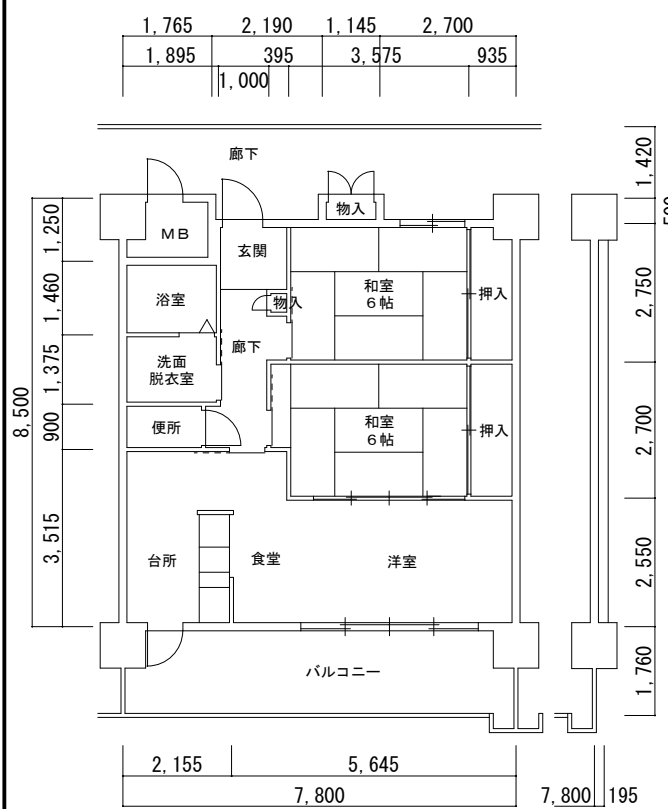 1,765 2,190 1,145 2,700
1,895 395 3,575 935
1,000
廊下
1,420
500
物入
MB
玄関
1,250
和室
6帖
押入
2,750
物入
浴室
1,460
廊下
洗面
脱衣室
1,375
8,500
便所
900
和室
6帖
押入
2,700
台所
食堂
洋室
3,515
2,550
バルコニー
1,760
2,155 5,645
7,800 7,800 195